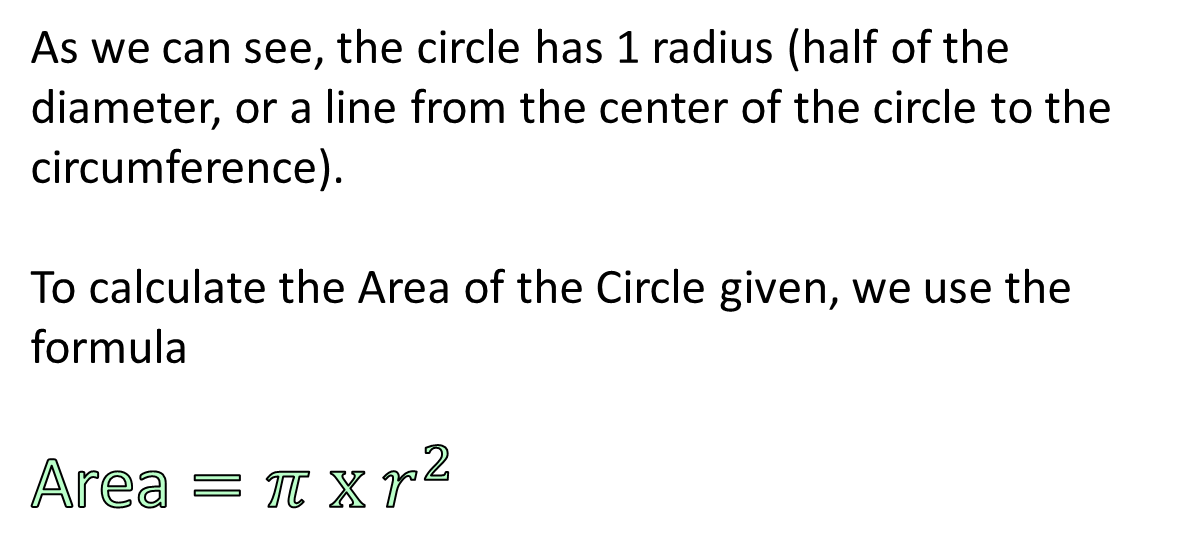 As we can see, the circle has 1 radius (half of the
diameter, or a line from the center of the circle to the
circumference).
To calculate the Area of the Circle given, we use the
formula
Area = π x r²